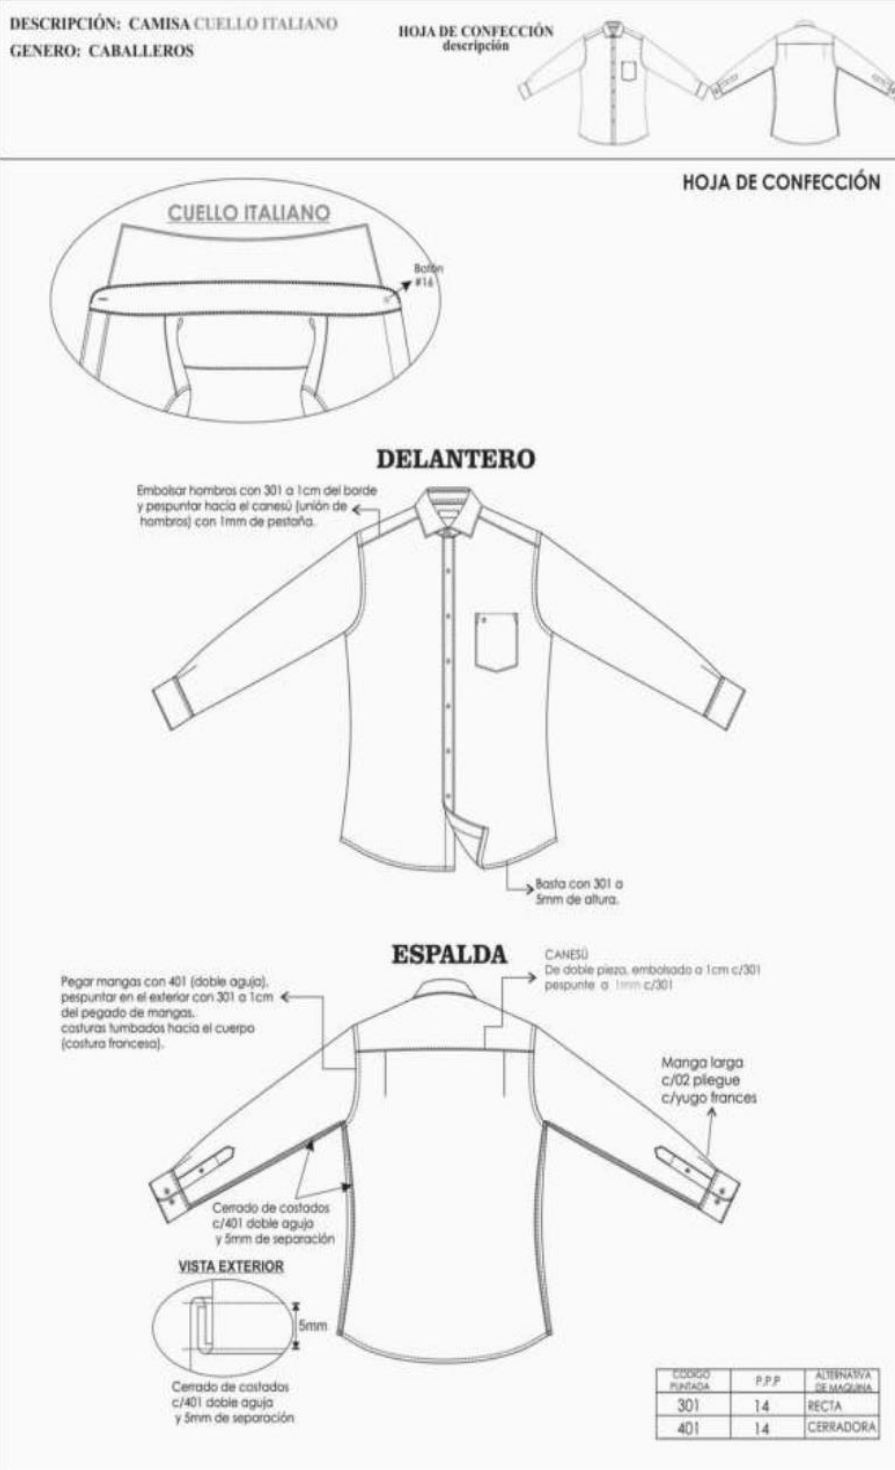 DESCRIPCIÓN: CAMISA CUELLO ITALIANO
GENERO: CABALLEROS
HOJA DE CONFECCIÓN
descripción
HOJA DE CONFECCIÓN
CUELLO ITALIANO
Botón
#16
DELANTERO
Embolsar hombros con 301 a 1cm del borde
y pespuntar hacia el canesú (unión de
hombros) con 1mm de pestaña.
Basta con 301 a
5mm de altura.
ESPALDA
CANESÚ
De doble pieza, embolsado a 1cm c/301
pespunte a 1mm c/301
Pegar mangas con 401 (doble aguja),
pespuntar en el exterior con 301 a 1cm
del pegado de mangas.
costuras tumbados hacia el cuerpo
(costura francesa).
Manga larga
c/02 pliegue
c/yugo frances
Cerrado de costados
c/401 doble aguja
y 5mm de separación
VISTA EXTERIOR
5mm
Cerrado de costados
c/401 doble aguja
y 5mm de separación
CODIGO PUNTADA P.P.P ALTERNATIVA DE MAQUINA
301 14 RECTA
401 14 CERRADORA